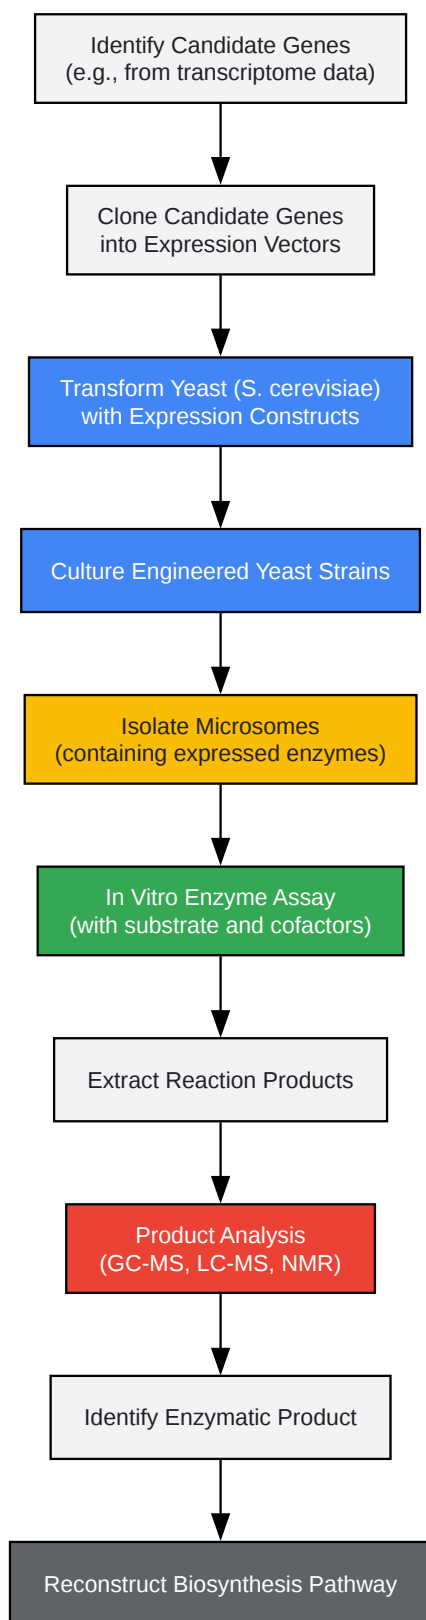 Identify Candidate Genes
(e.g., from transcriptome data)
Clone Candidate Genes
into Expression Vectors
Transform Yeast (S. cerevisiae)
with Expression Constructs
Culture Engineered Yeast Strains
Isolate Microsomes
(containing expressed enzymes)
In Vitro Enzyme Assay
(with substrate and cofactors)
Extract Reaction Products
Product Analysis
(GC-MS, LC-MS, NMR)
Identify Enzymatic Product
Reconstruct Biosynthesis Pathway